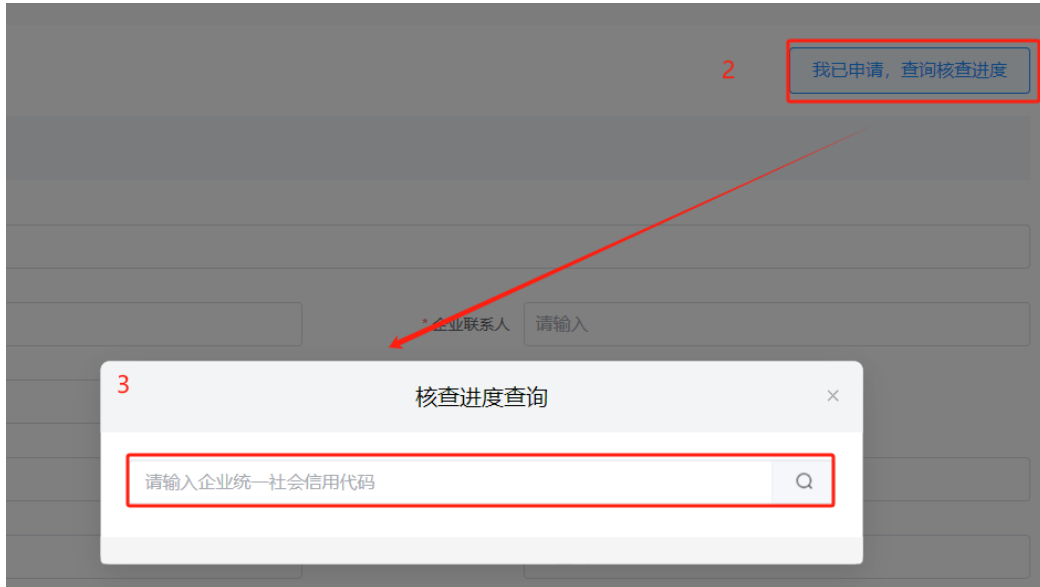 2
我已申请，查询核查进度
*企业联系人
请输入
3
核查进度查询
请输入企业统一社会信用代码